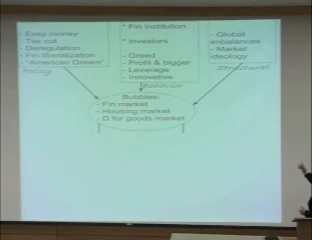 - Easy money
- Tax cut
- Deregulation
- Fin liberalization
- "American Dream"
Policy
* Fin institution
* Investors
- Greed
- Profit & bigger
- Leverage
- Innovative
Behavior
- Global
imbalances
- Market
ideology
Structural
Bubbles:
- Fin market
- Housing market
- D for goods market